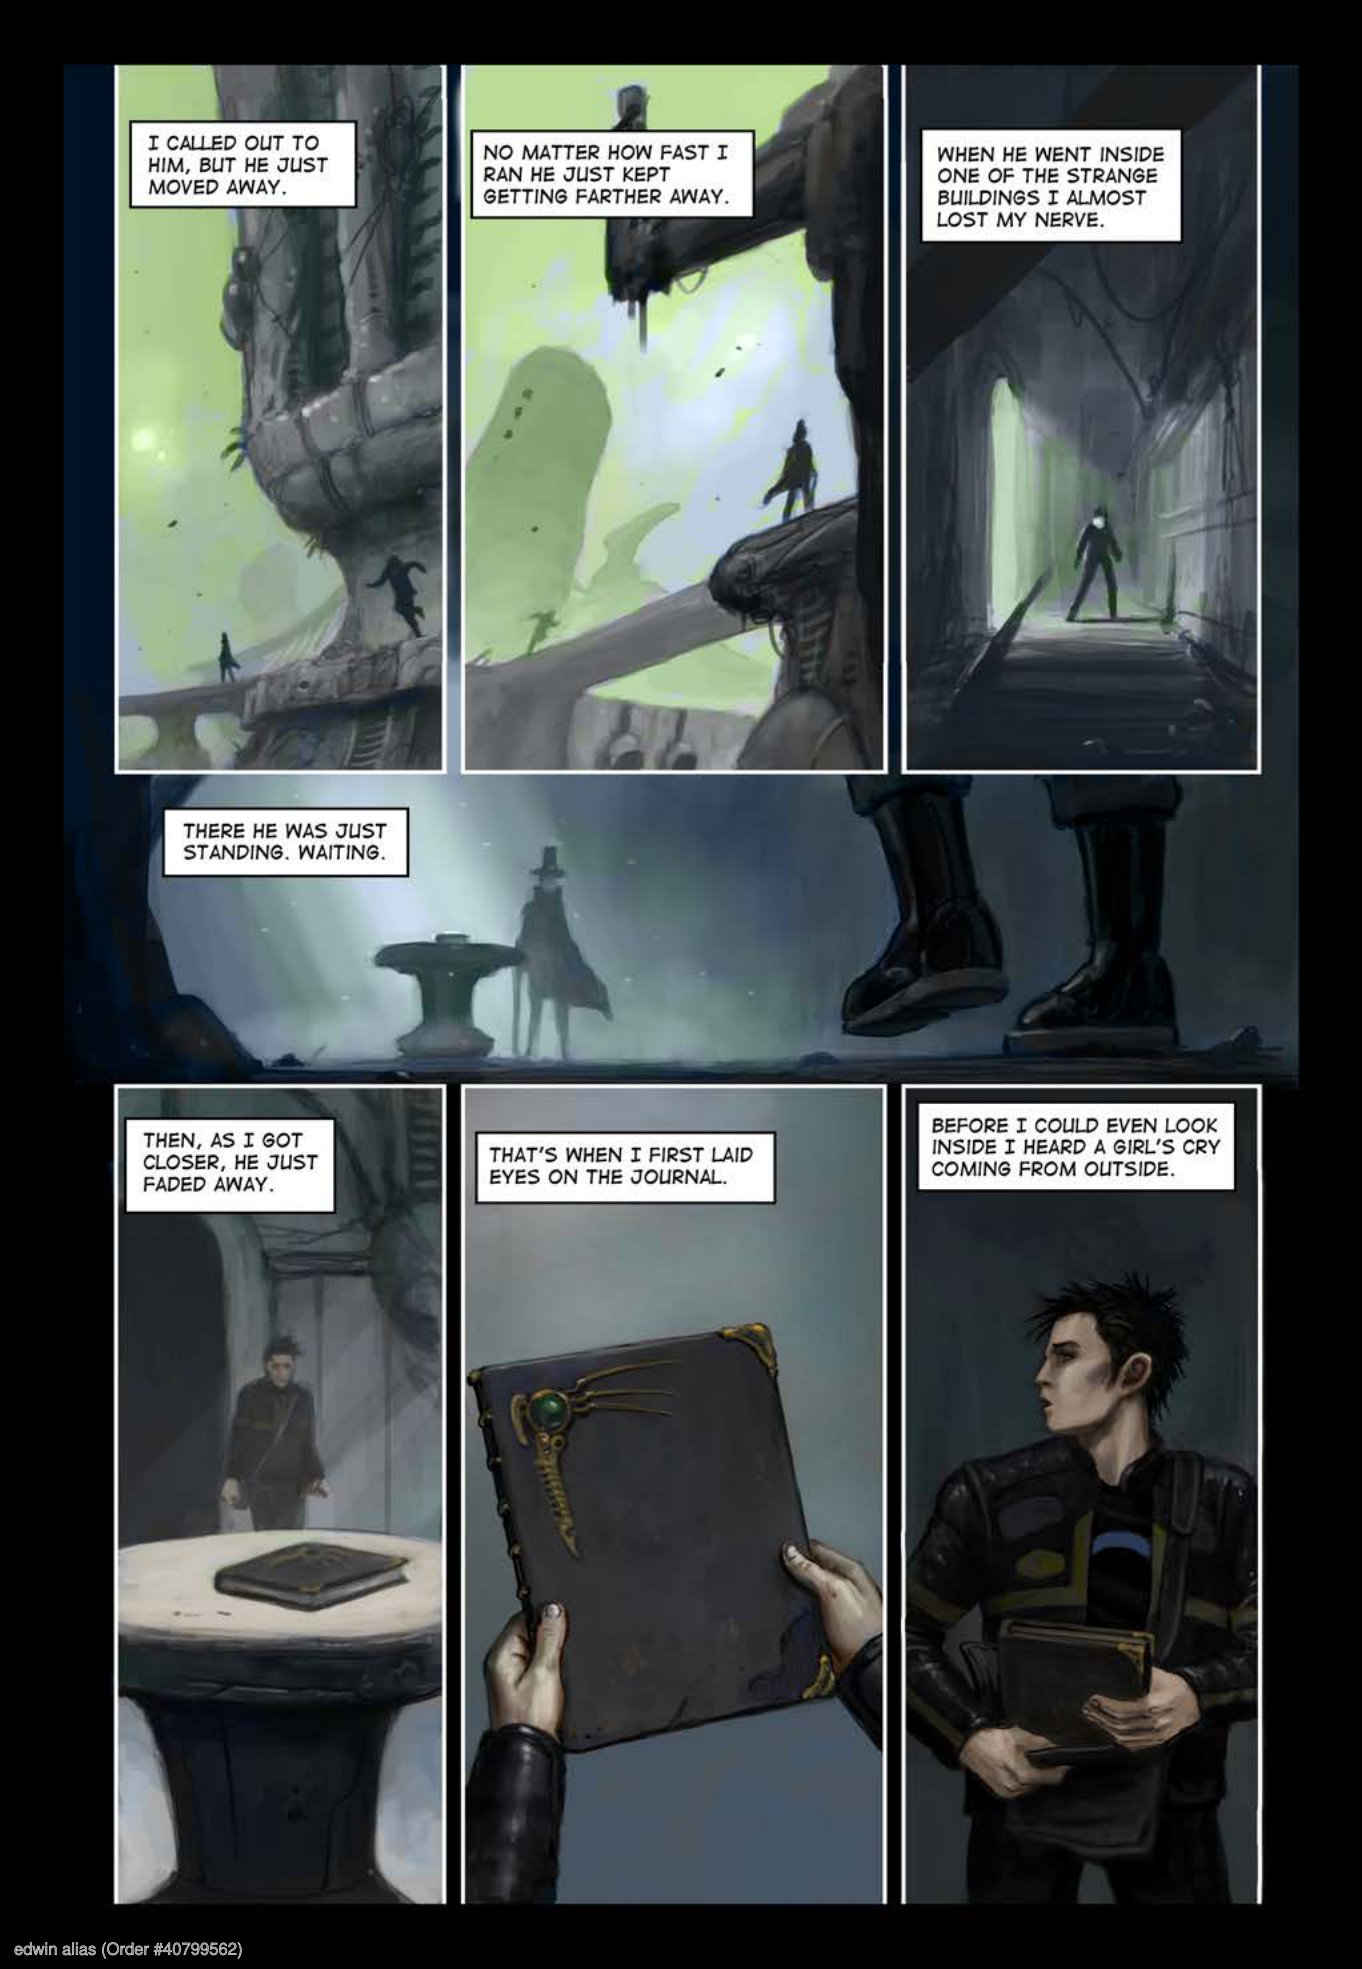 I CALLED OUT TO
HIM, BUT HE JUST
MOVED AWAY.
NO MATTER HOW FAST I
RAN HE JUST KEPT
GETTING FARTHER AWAY.
WHEN HE WENT INSIDE
ONE OF THE STRANGE
BUILDINGS I ALMOST
LOST MY NERVE.
THERE HE WAS JUST
STANDING. WAITING.
THEN, AS I GOT
CLOSER, HE JUST
FADED AWAY.
THAT'S WHEN I FIRST LAID
EYES ON THE JOURNAL.
BEFORE I COULD EVEN LOOK
INSIDE I HEARD A GIRL'S CRY
COMING FROM OUTSIDE.
edwin alias (Order #40799562)